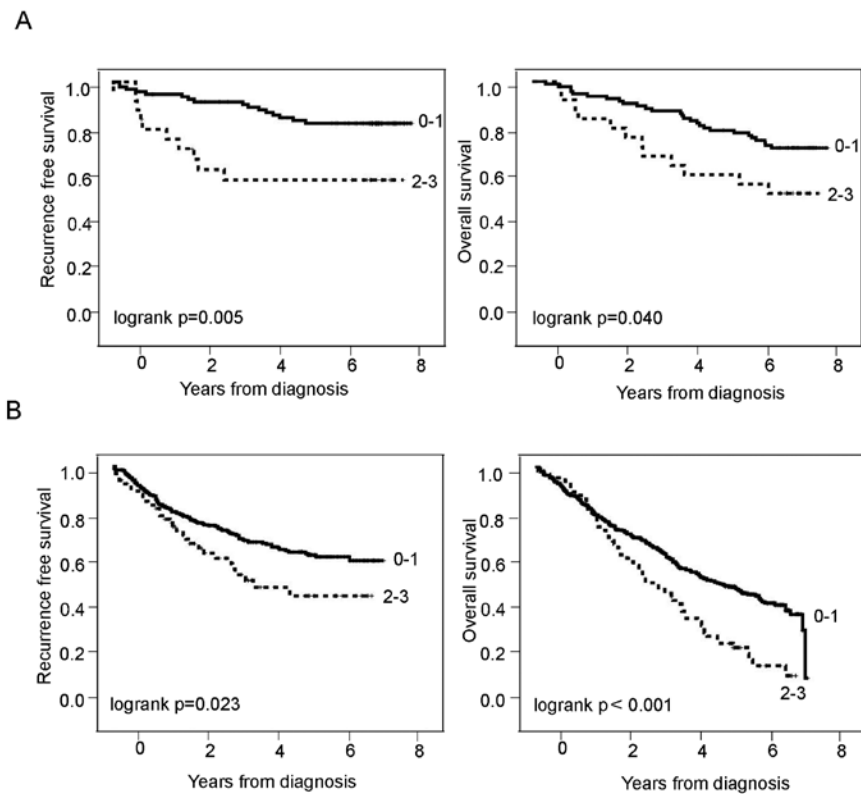 A
Recurrence free survival
1.0
0.8
0.6
0.4
0.2
0.0
0-1
2-3
logrank p=0.005
0 2 4 6 8
Years from diagnosis
Overall survival
1.0
0.8
0.6
0.4
0.2
0.0
0-1
2-3
logrank p=0.040
0 2 4 6 8
Years from diagnosis
B
Recurrence free survival
1.0
0.8
0.6
0.4
0.2
0.0
0-1
2-3
logrank p=0.023
0 2 4 6 8
Years from diagnosis
Overall survival
1.0
0.8
0.6
0.4
0.2
0.0
0-1
2-3
logrank p< 0.001
0 2 4 6 8
Years from diagnosis